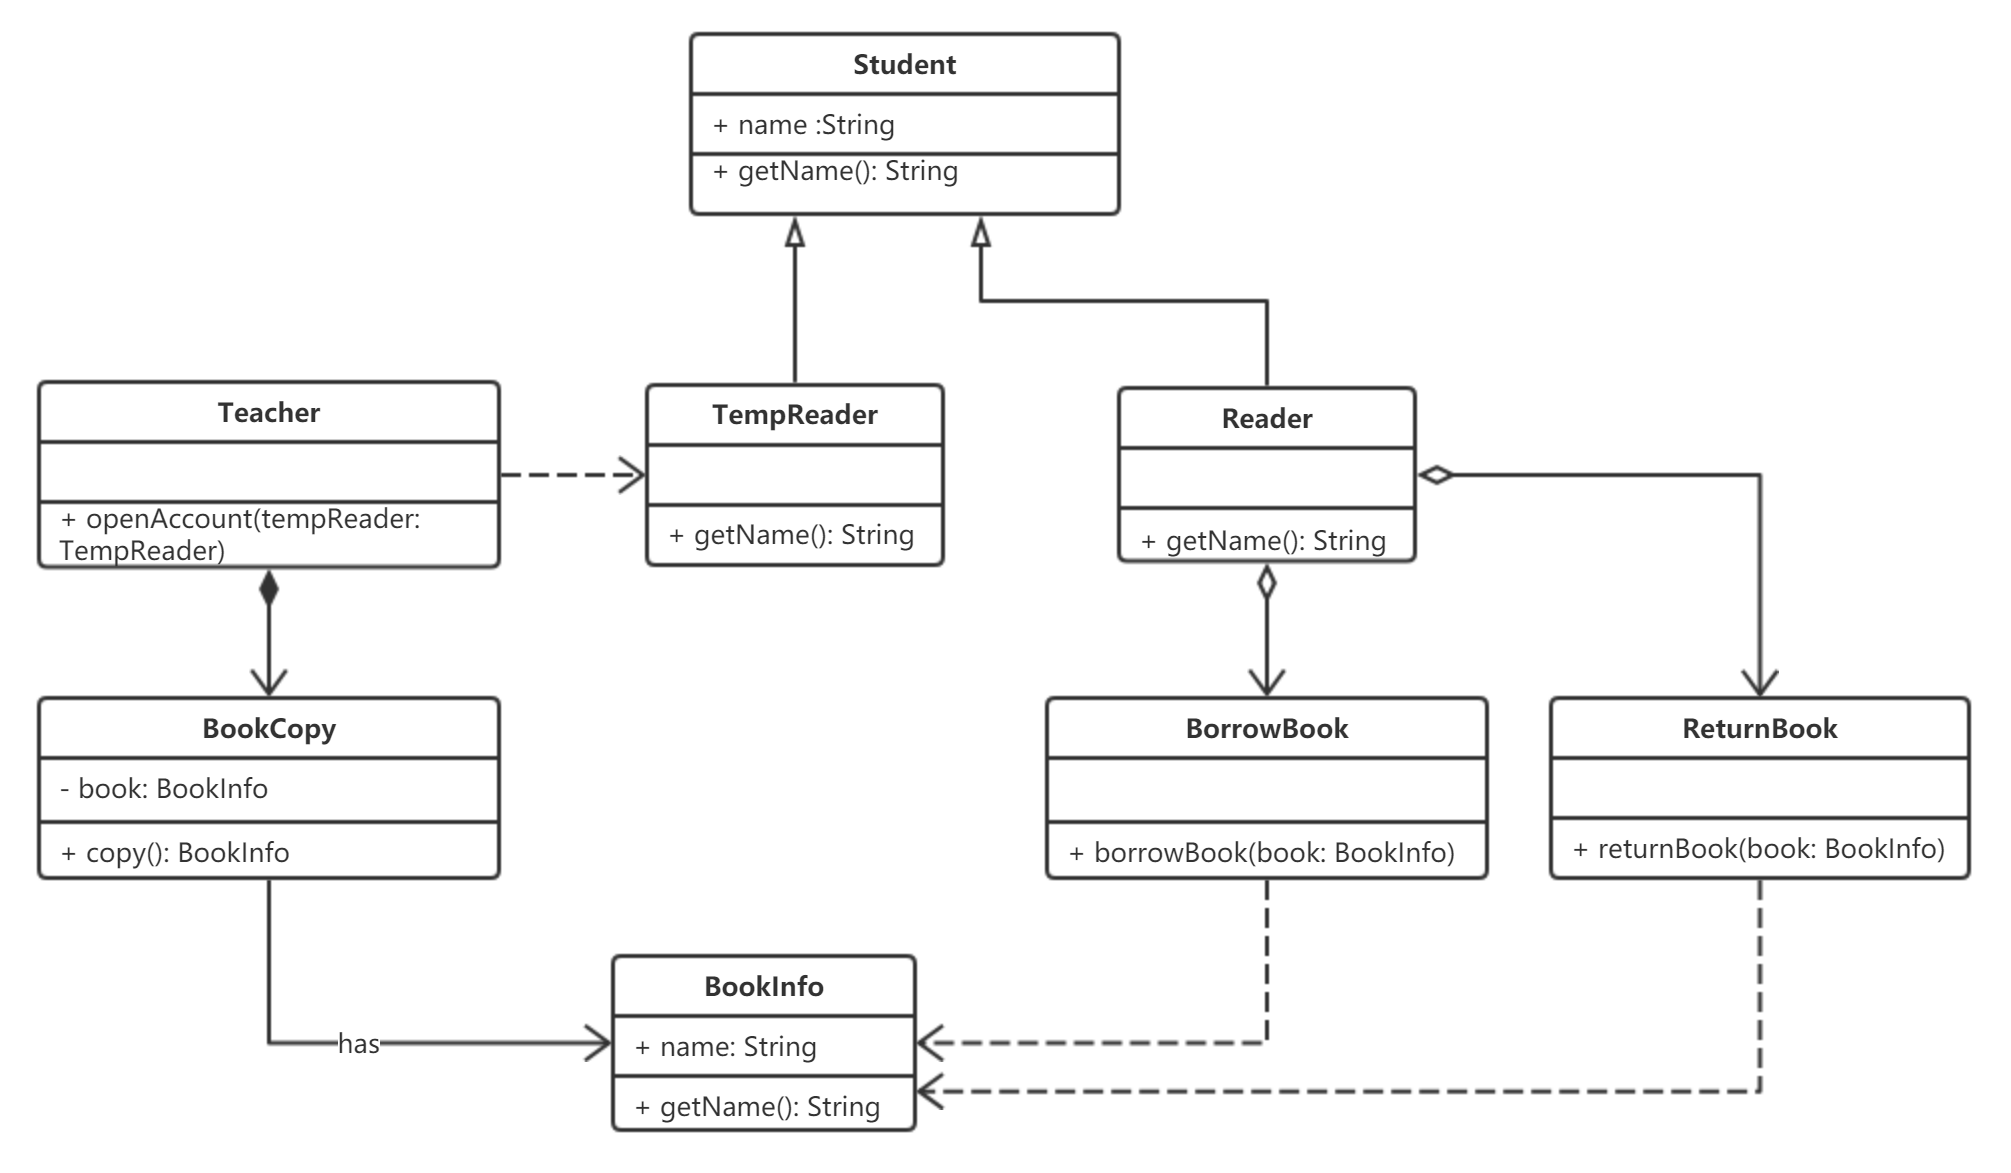 Student
+ name :String
+ getName(): String
Teacher
+ openAccount(tempReader:
TempReader)
TempReader
+ getName(): String
Reader
+ getName(): String
BookCopy
- book: BookInfo
+ copy(): BookInfo
BorrowBook
+ borrowBook(book: BookInfo)
ReturnBook
+ returnBook(book: BookInfo)
has
BookInfo
+ name: String
+ getName(): String